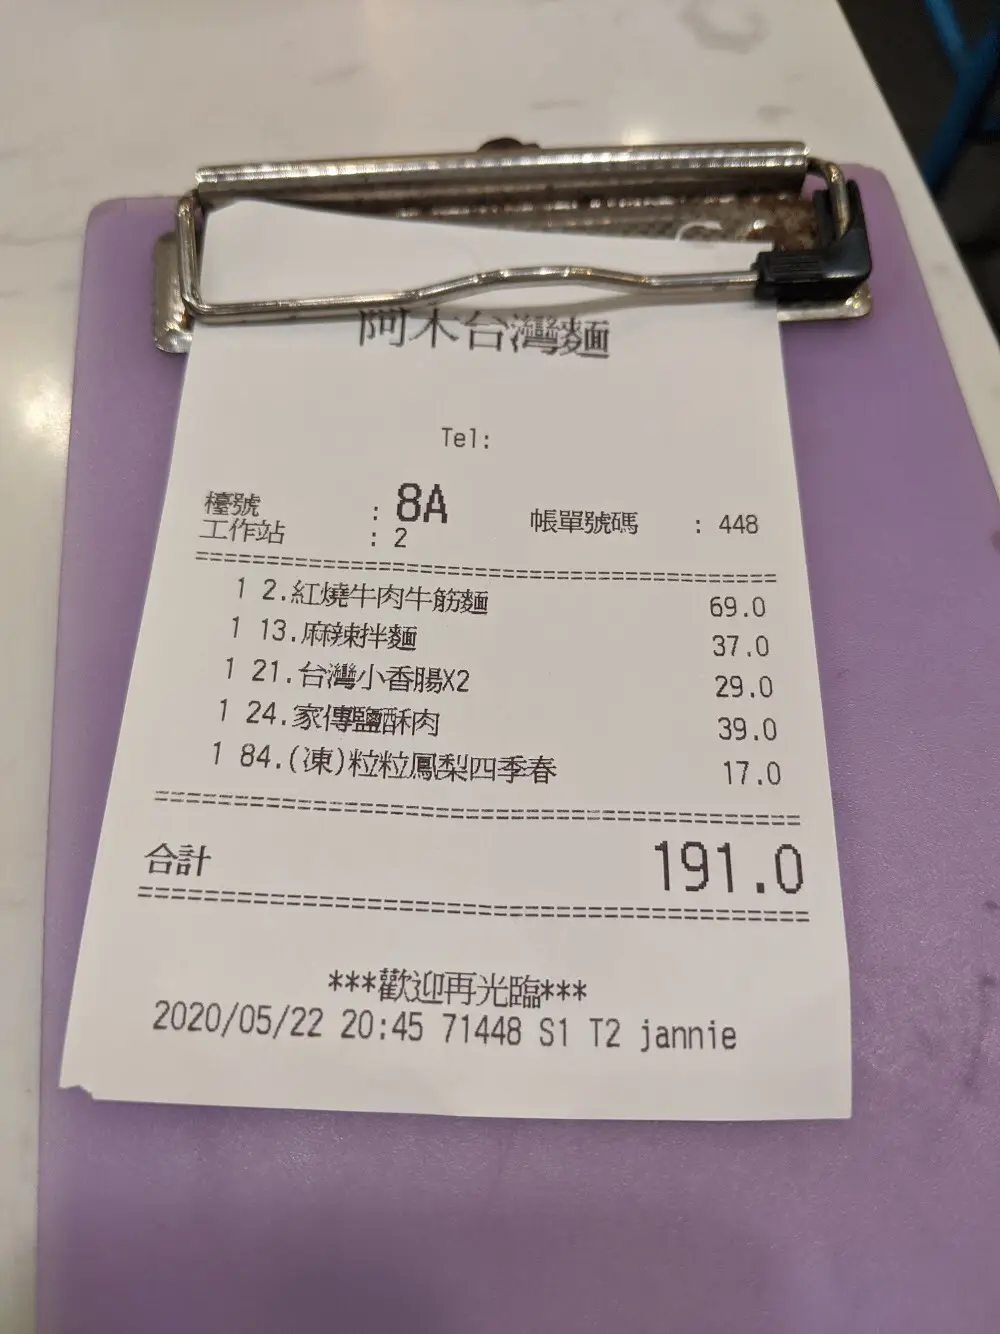 阿木台灣麵
Tel:
檯號 : 8A 帳單號碼 : 448
工作站 : 2
1 2.紅燒牛肉牛筋麵 69.0
1 13.麻辣拌麵 37.0
1 21.台灣小香腸X2 29.0
1 24.家傳鹽酥肉 39.0
1 84.(凍)粒粒鳳梨四季春 17.0
合計 191.0
***歡迎再光臨***
2020/05/22 20:45 71448 S1 T2 jannie